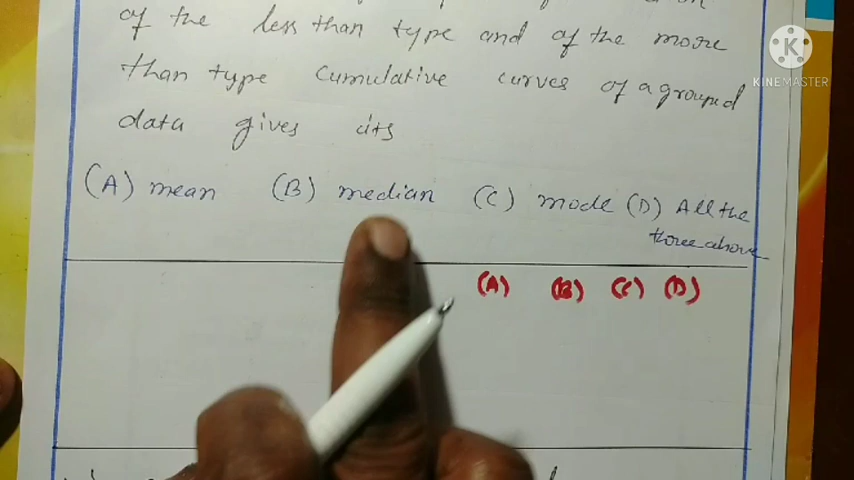 of the less than type and of the more
than type cumulative curves of a grouped
data gives its
(A) mean (B) median (C) mode (D) All the
three above
(A) (B) (C) (D)
KINEMASTER